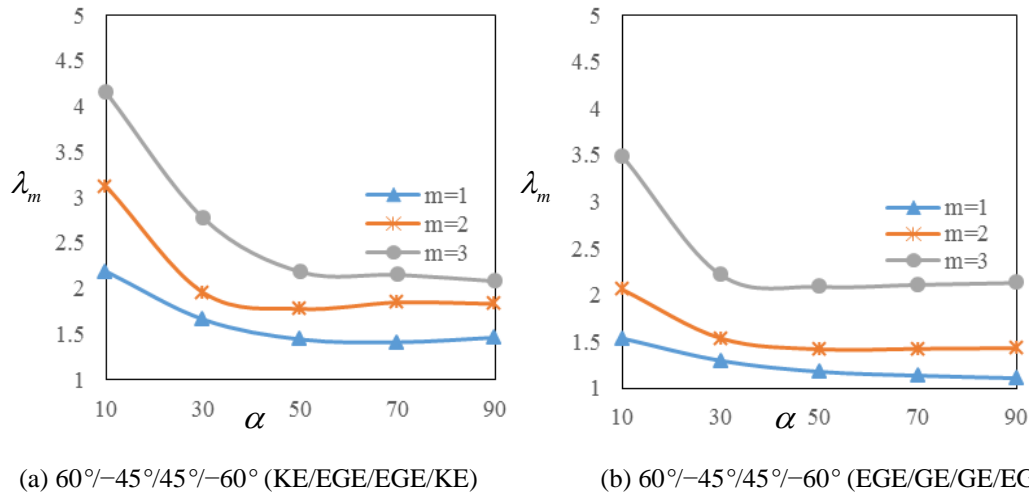 5
4.5
4
3.5
3
2.5
2
1.5
1
λm
m=1
m=2
m=3
10 30 50 70 90
α
(a) 60°/−45°/45°/−60° (KE/EGE/EGE/KE)
5
4.5
4
3.5
3
2.5
2
1.5
1
λm
m=1
m=2
m=3
10 30 50 70 90
α
(b) 60°/−45°/45°/−60° (EGE/GE/GE/EG